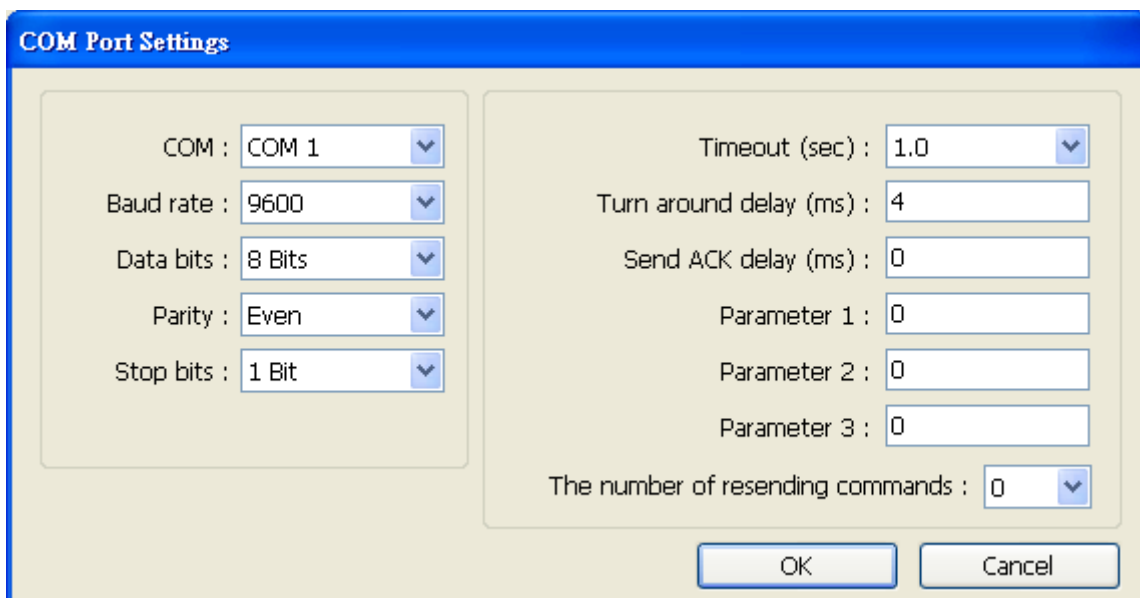 COM Port Settings
COM : COM 1
Baud rate : 9600
Data bits : 8 Bits
Parity : Even
Stop bits : 1 Bit
Timeout (sec) : 1.0
Turn around delay (ms) : 4
Send ACK delay (ms) : 0
Parameter 1 : 0
Parameter 2 : 0
Parameter 3 : 0
The number of resending commands : 0
OK Cancel